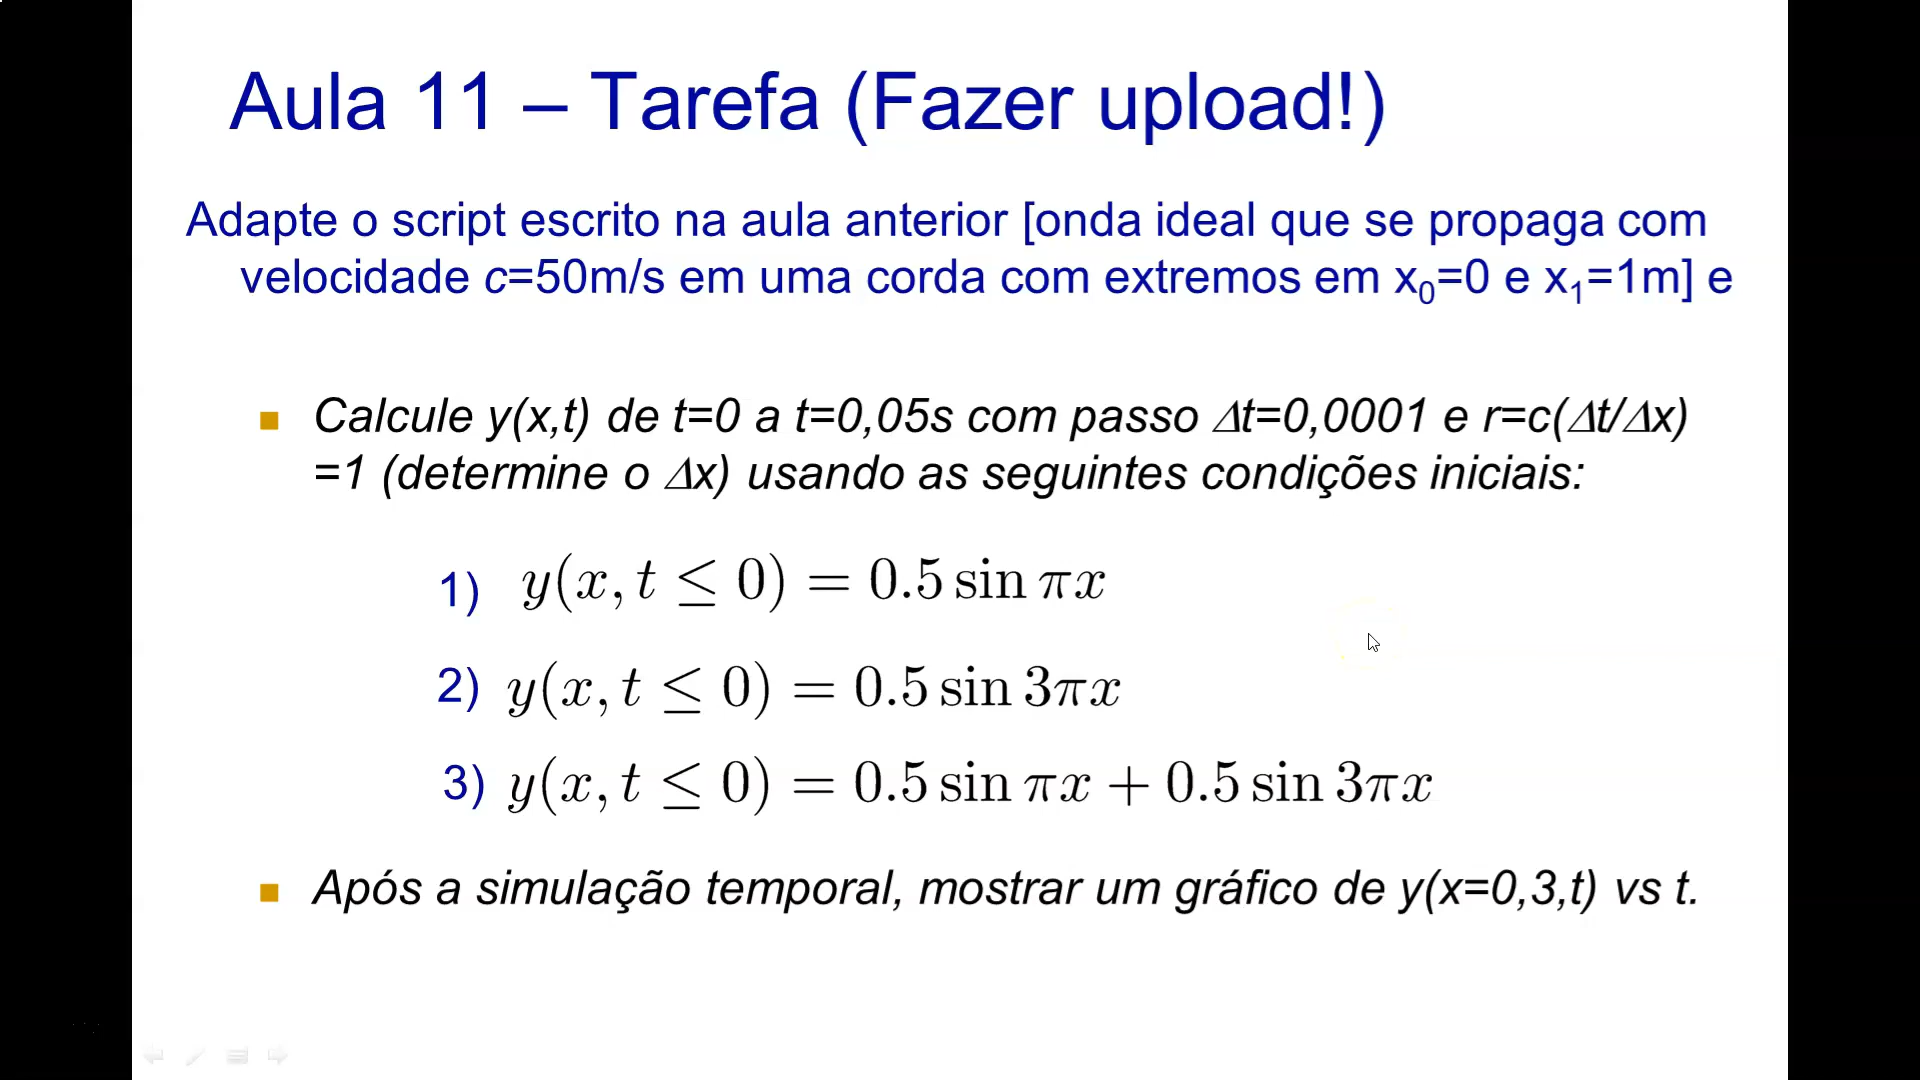 Aula 11 – Tarefa (Fazer upload!)
Adapte o script escrito na aula anterior [onda ideal que se propaga com
velocidade c=50m/s em uma corda com extremos em x₀=0 e x₁=1m] e
■ Calcule y(x,t) de t=0 a t=0,05s com passo Δt=0,0001 e r=c(Δt/Δx)
=1 (determine o Δx) usando as seguintes condições iniciais:
1) y(x, t ≤ 0) = 0.5 sin πx
2) y(x, t ≤ 0) = 0.5 sin 3πx
3) y(x, t ≤ 0) = 0.5 sin πx + 0.5 sin 3πx
■ Após a simulação temporal, mostrar um gráfico de y(x=0,3,t) vs t.